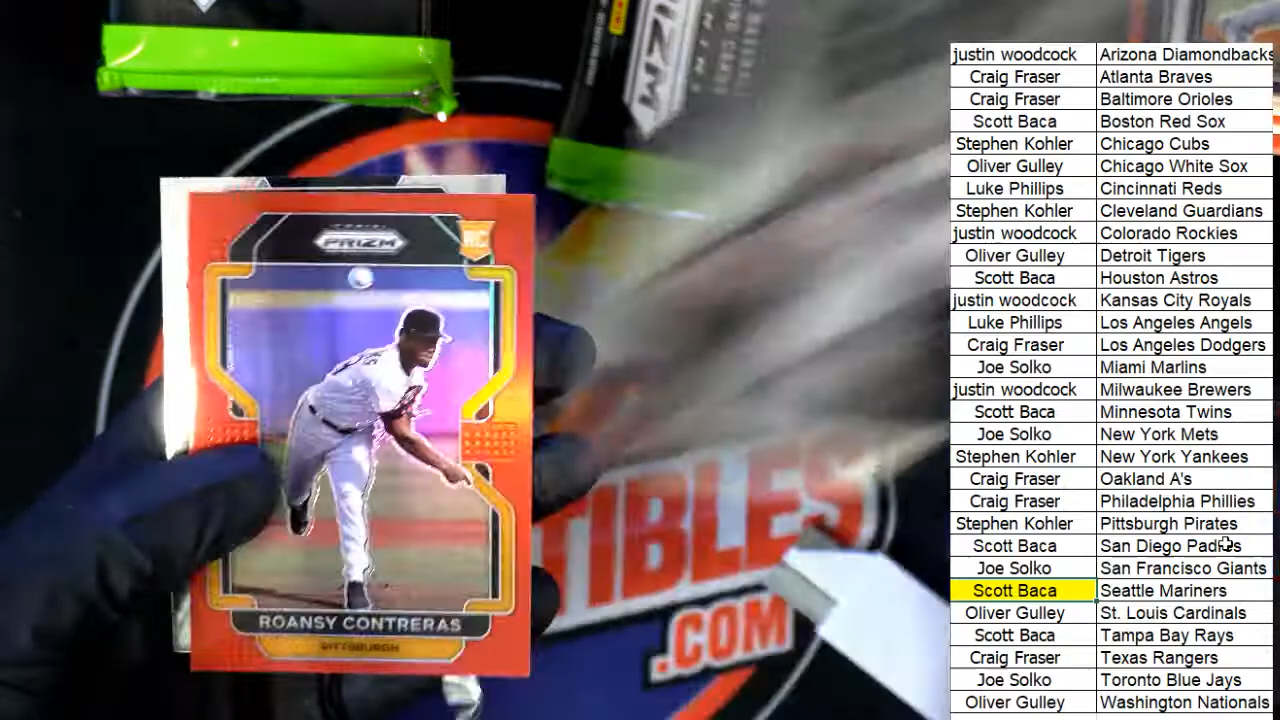 PRIZM
PANINI
PRIZM
RC
ROANSY CONTRERAS
PITTSBURGH
TIBLES
.COM
justin woodcock Arizona Diamondbacks
Craig Fraser Atlanta Braves
Craig Fraser Baltimore Orioles
Scott Baca Boston Red Sox
Stephen Kohler Chicago Cubs
Oliver Gulley Chicago White Sox
Luke Phillips Cincinnati Reds
Stephen Kohler Cleveland Guardians
justin woodcock Colorado Rockies
Oliver Gulley Detroit Tigers
Scott Baca Houston Astros
justin woodcock Kansas City Royals
Luke Phillips Los Angeles Angels
Craig Fraser Los Angeles Dodgers
Joe Solko Miami Marlins
justin woodcock Milwaukee Brewers
Scott Baca Minnesota Twins
Joe Solko New York Mets
Stephen Kohler New York Yankees
Craig Fraser Oakland A's
Craig Fraser Philadelphia Phillies
Stephen Kohler Pittsburgh Pirates
Scott Baca San Diego Padres
Joe Solko San Francisco Giants
Scott Baca Seattle Mariners
Oliver Gulley St. Louis Cardinals
Scott Baca Tampa Bay Rays
Craig Fraser Texas Rangers
Joe Solko Toronto Blue Jays
Oliver Gulley Washington Nationals